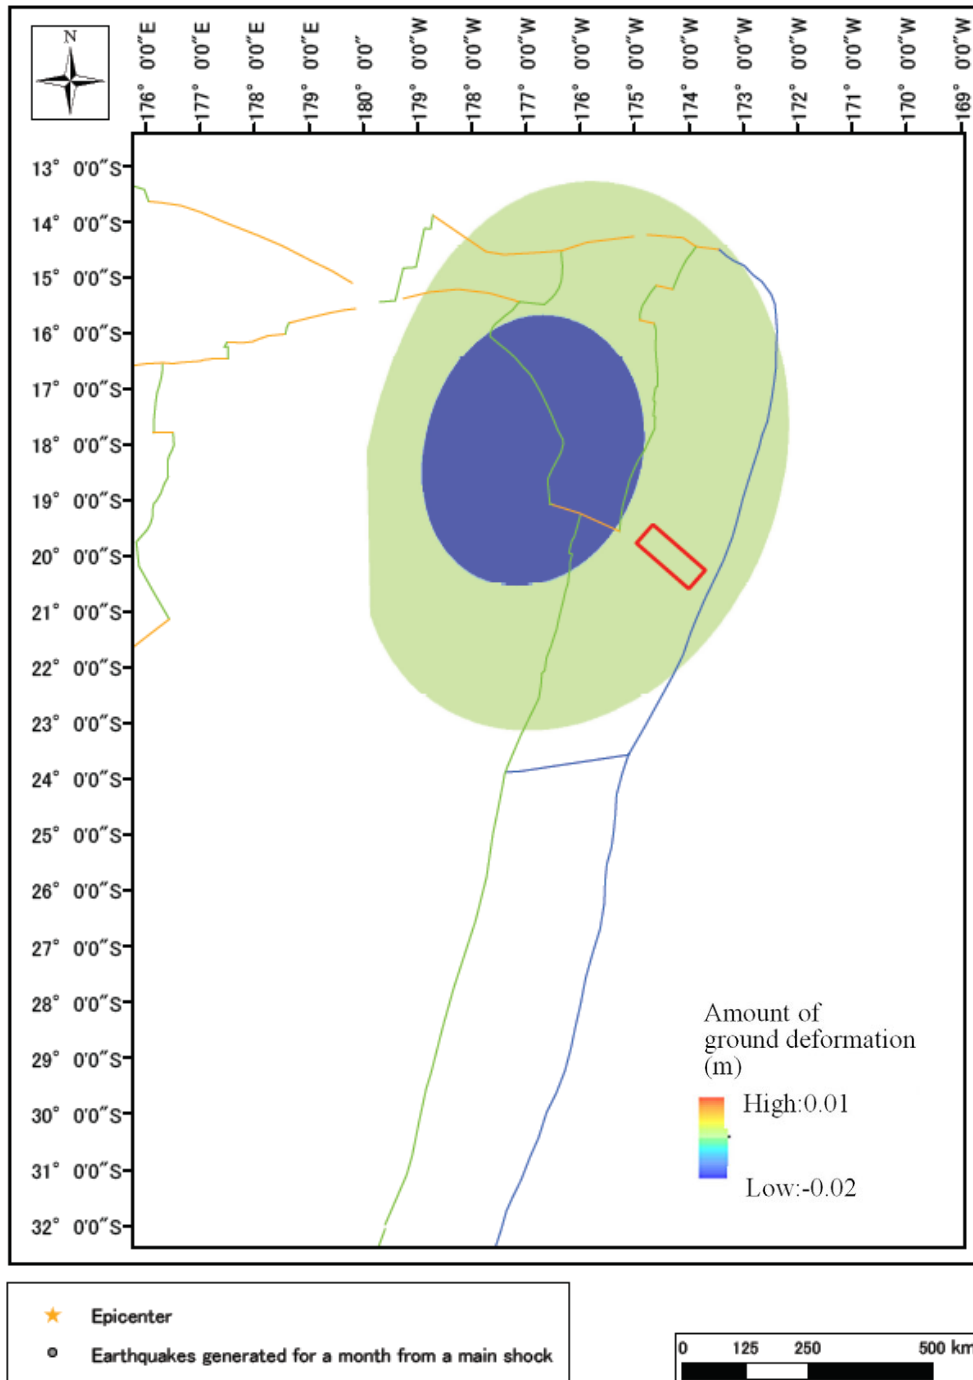 N
176° 0'0"E
177° 0'0"E
178° 0'0"E
179° 0'0"E
180° 0'0"
-179° 0'0"W
-178° 0'0"W
-177° 0'0"W
-176° 0'0"W
-175° 0'0"W
-174° 0'0"W
-173° 0'0"W
-172° 0'0"W
-171° 0'0"W
-170° 0'0"W
-169° 0'0"W
13° 0'0"S
14° 0'0"S
15° 0'0"S
16° 0'0"S
17° 0'0"S
18° 0'0"S
19° 0'0"S
20° 0'0"S
21° 0'0"S
22° 0'0"S
23° 0'0"S
24° 0'0"S
25° 0'0"S
26° 0'0"S
27° 0'0"S
28° 0'0"S
29° 0'0"S
30° 0'0"S
31° 0'0"S
32° 0'0"S
Amount of
ground deformation
(m)
High:0.01
Low:-0.02
Epicenter
Earthquakes generated for a month from a main shock
0 125 250 500 km